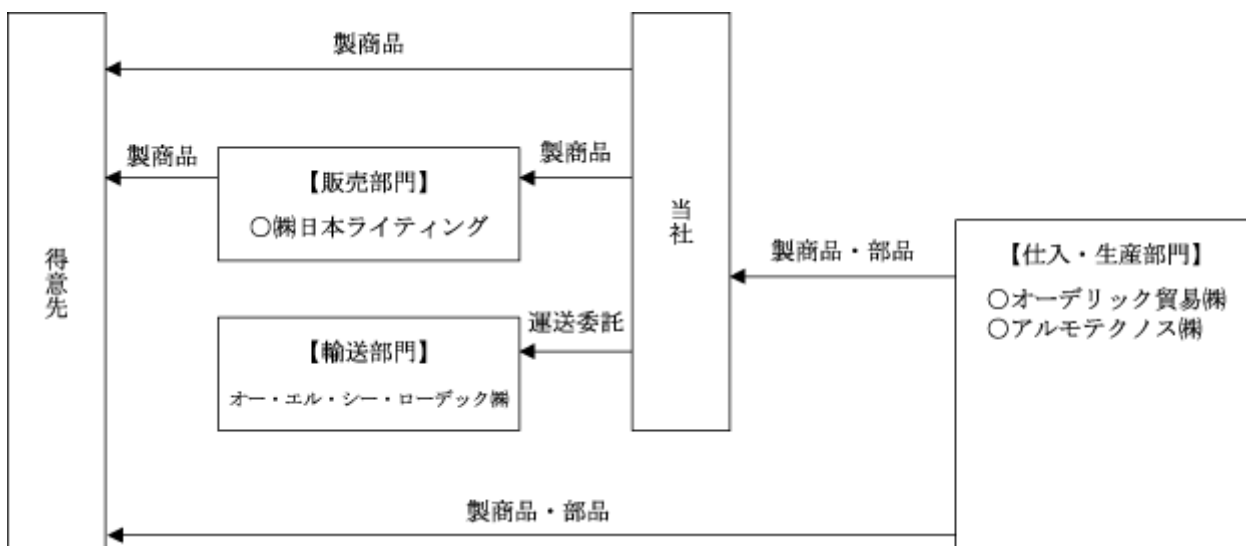 製商品
製商品
製商品
【販売部門】
○㈱日本ライティング
当社
得意先
製商品・部品
【仕入・生産部門】
○オーデリック貿易㈱
○アルモテクノス㈱
運送委託
【輸送部門】
オー・エル・シー・ローデック㈱
製商品・部品